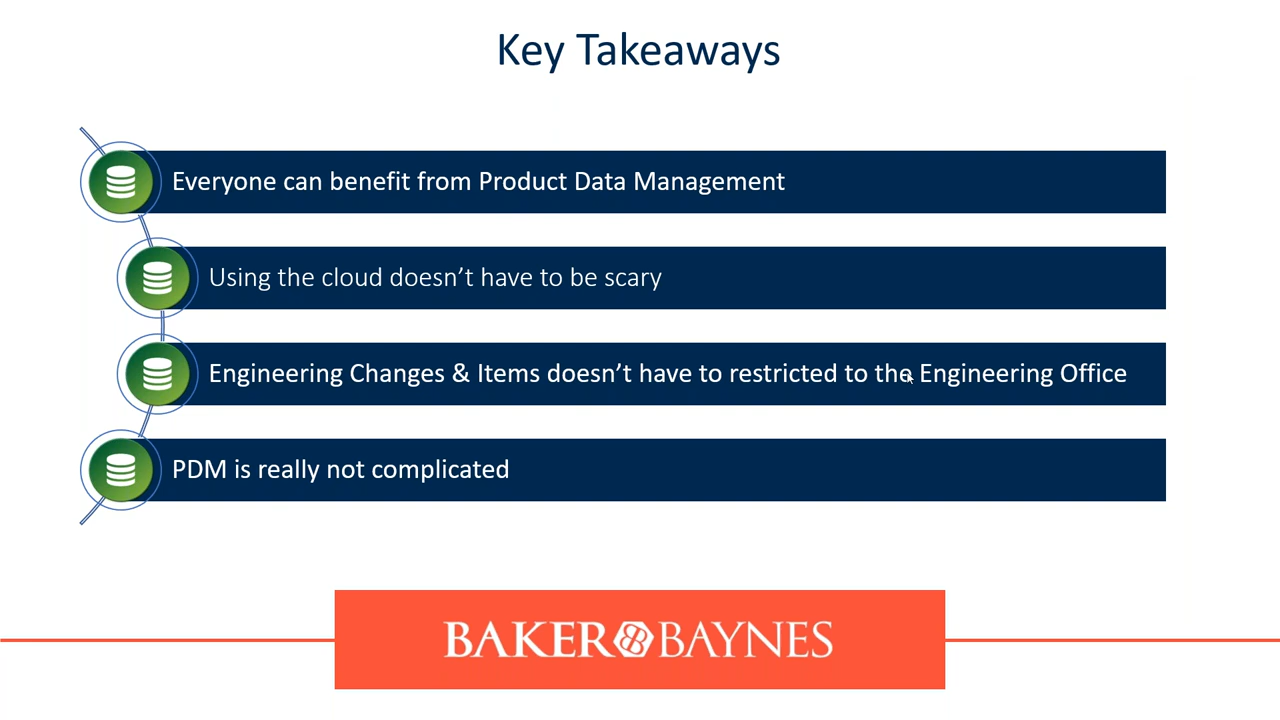 Key Takeaways
Everyone can benefit from Product Data Management
Using the cloud doesn’t have to be scary
Engineering Changes & Items doesn’t have to restricted to the Engineering Office
PDM is really not complicated
BAKER BAYNES